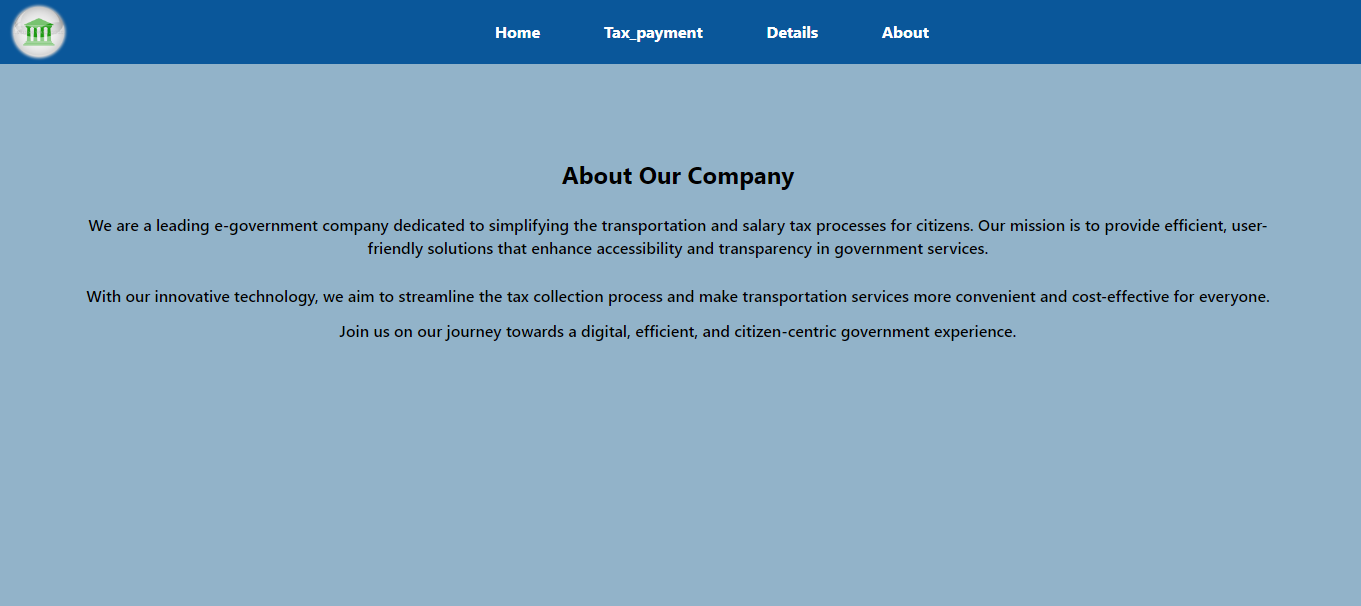 Home Tax_payment Details About
About Our Company
We are a leading e-government company dedicated to simplifying the transportation and salary tax processes for citizens. Our mission is to provide efficient, user-
friendly solutions that enhance accessibility and transparency in government services.
With our innovative technology, we aim to streamline the tax collection process and make transportation services more convenient and cost-effective for everyone.
Join us on our journey towards a digital, efficient, and citizen-centric government experience.